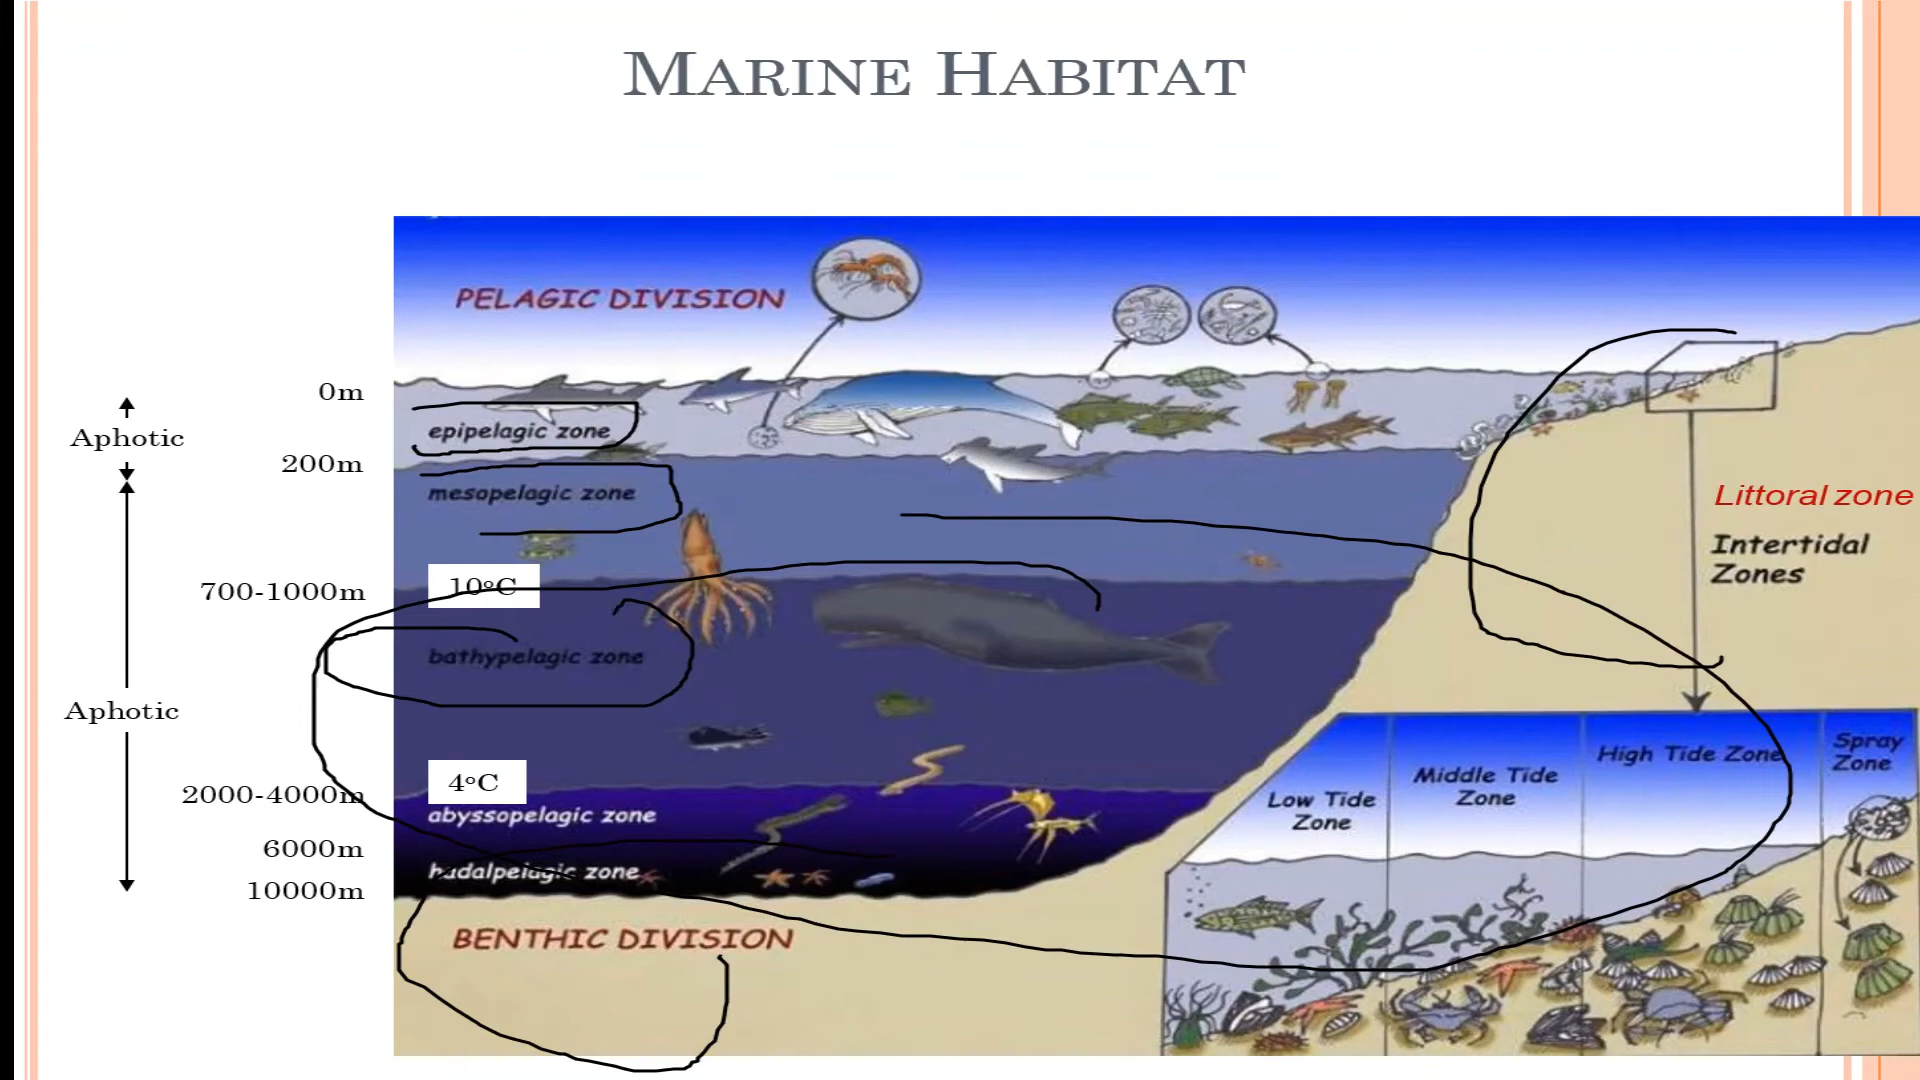 MARINE HABITAT
PELAGIC DIVISION
0m
Aphotic
epipelagic zone
200m
mesopelagic zone
Littoral zone
Intertidal
Zones
700-1000m
10°C
bathypelagic zone
Aphotic
4°C
2000-4000m
abyssopelagic zone
6000m
hadalpelagic zone
10000m
BENTHIC DIVISION
Low Tide
Zone
Middle Tide
Zone
High Tide Zone
Spray
Zone